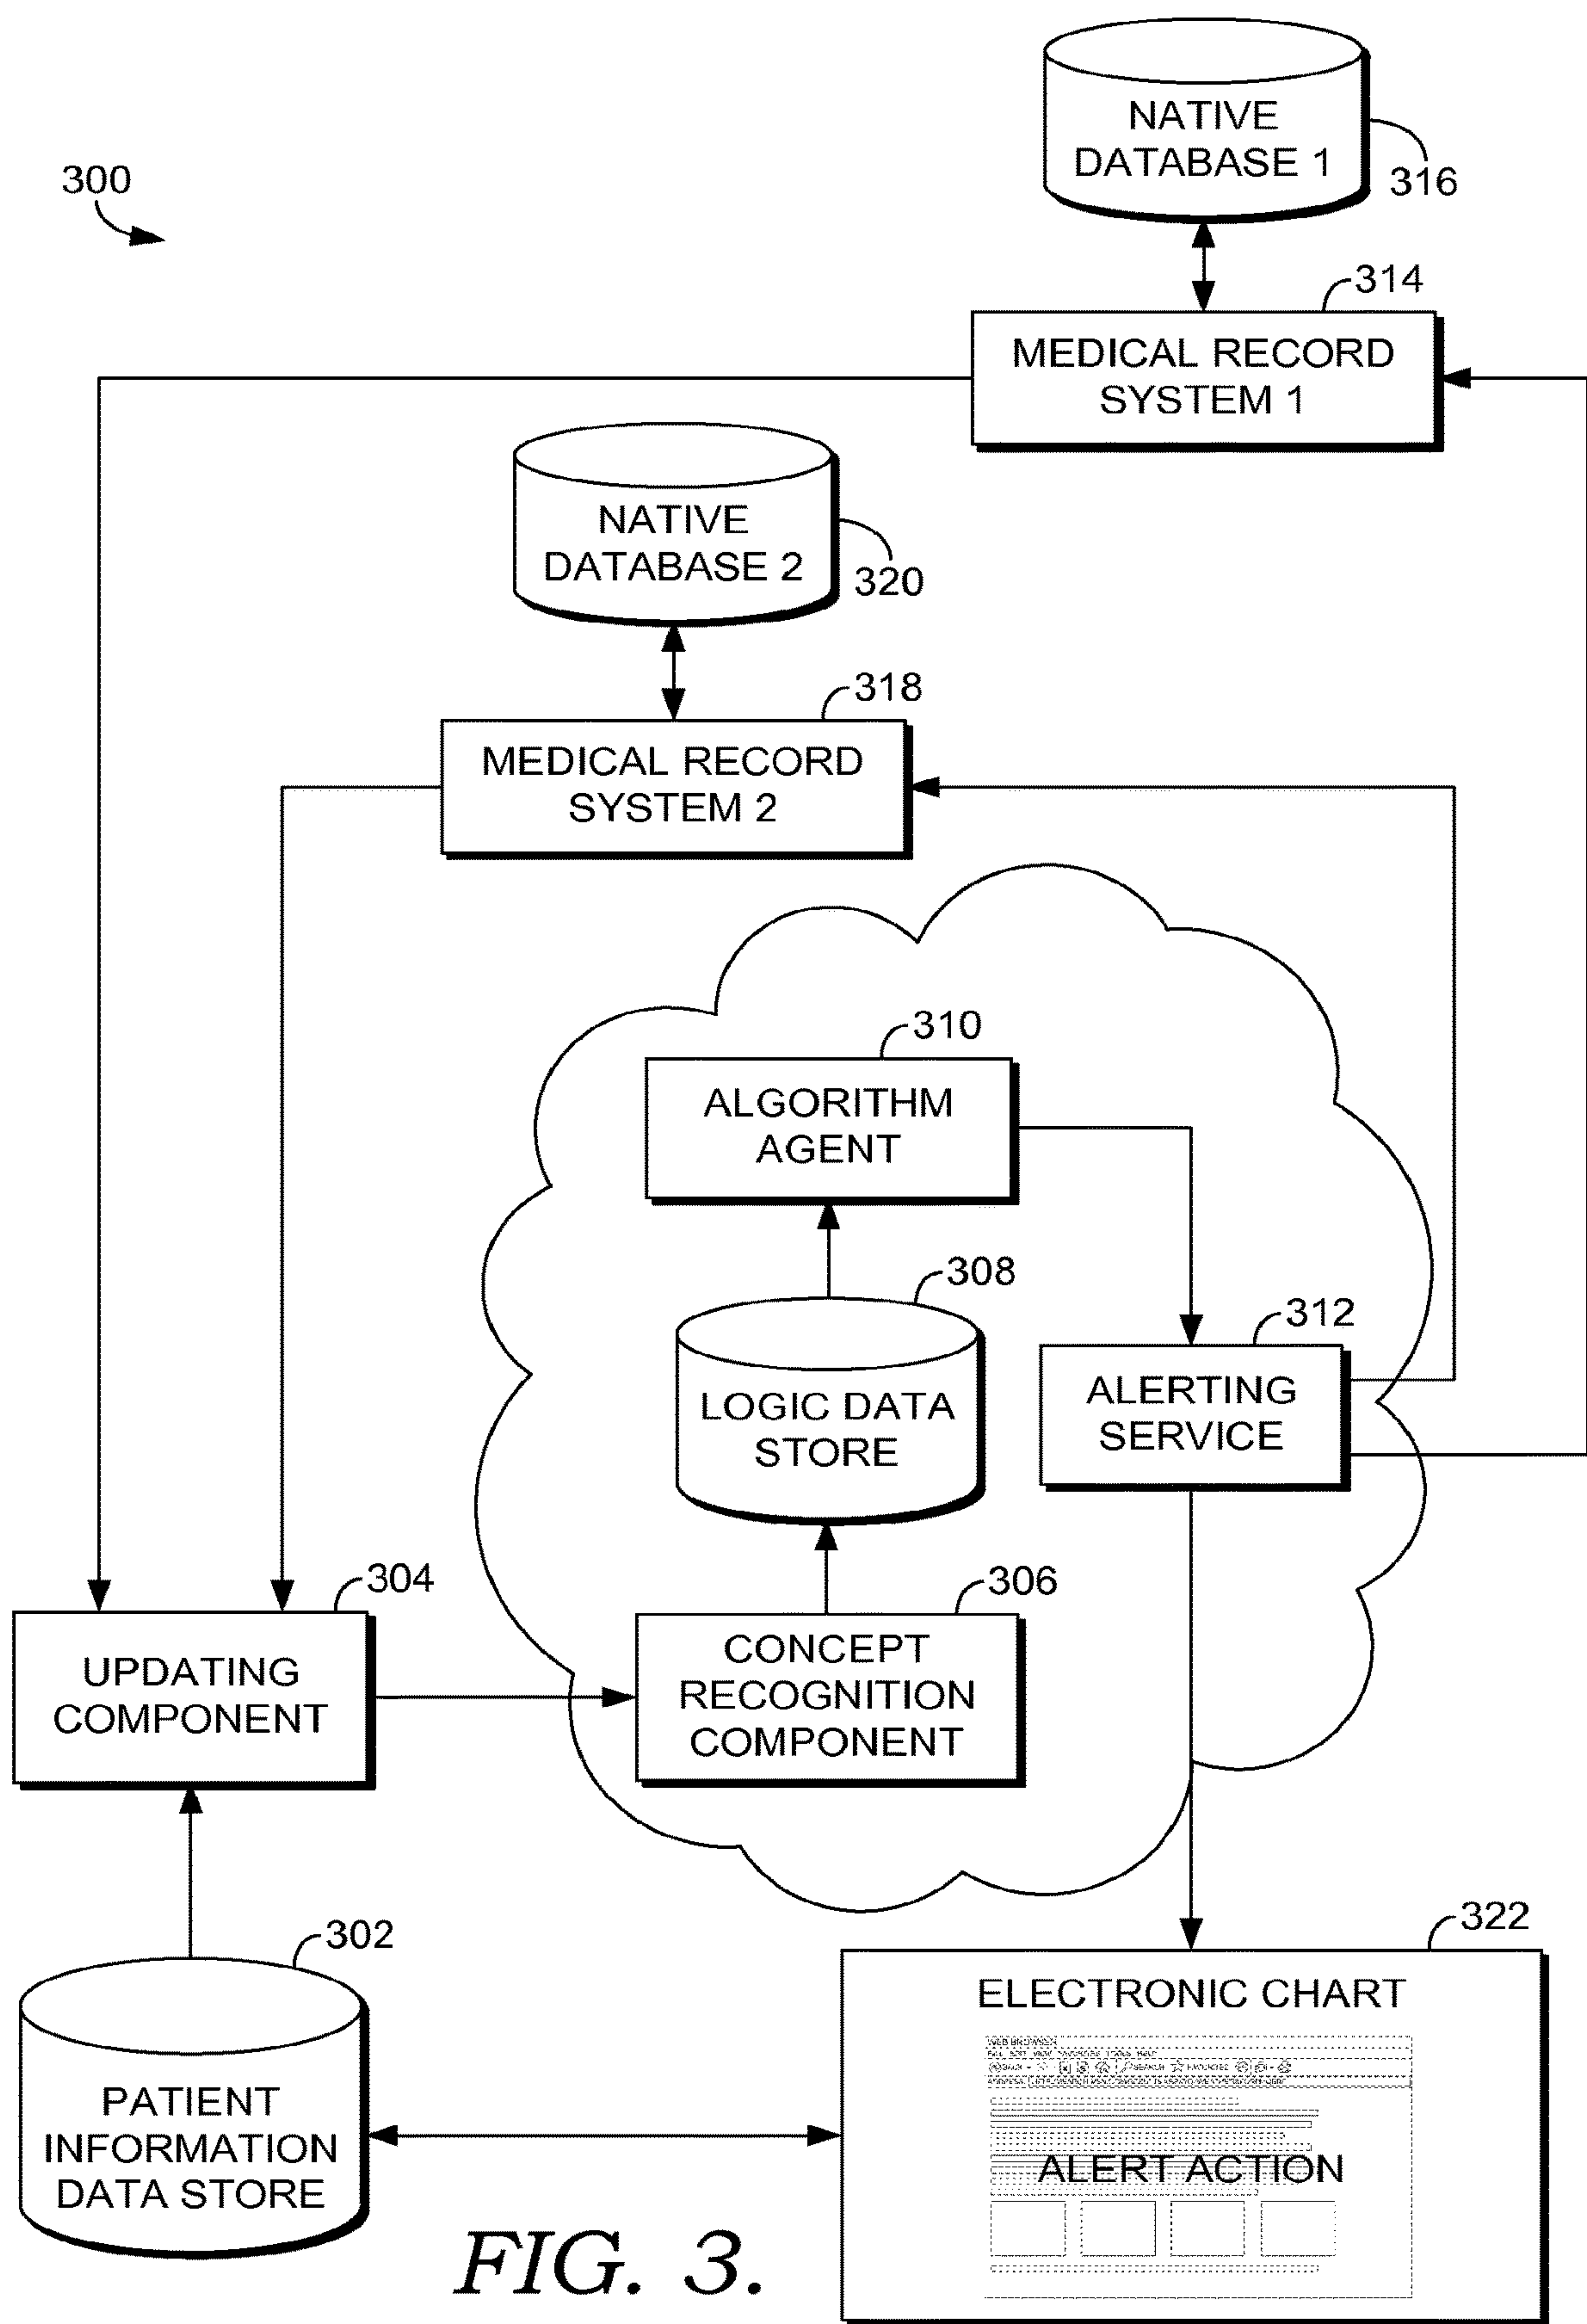 300
NATIVE
DATABASE 1
316
314
MEDICAL RECORD
SYSTEM 1
NATIVE
DATABASE 2
320
318
MEDICAL RECORD
SYSTEM 2
310
ALGORITHM
AGENT
308
LOGIC DATA
STORE
312
ALERTING
SERVICE
304
UPDATING
COMPONENT
306
CONCEPT
RECOGNITION
COMPONENT
302
PATIENT
INFORMATION
DATA STORE
322
ELECTRONIC CHART
WEB BROWSER
ALERT ACTION
FIG. 3.